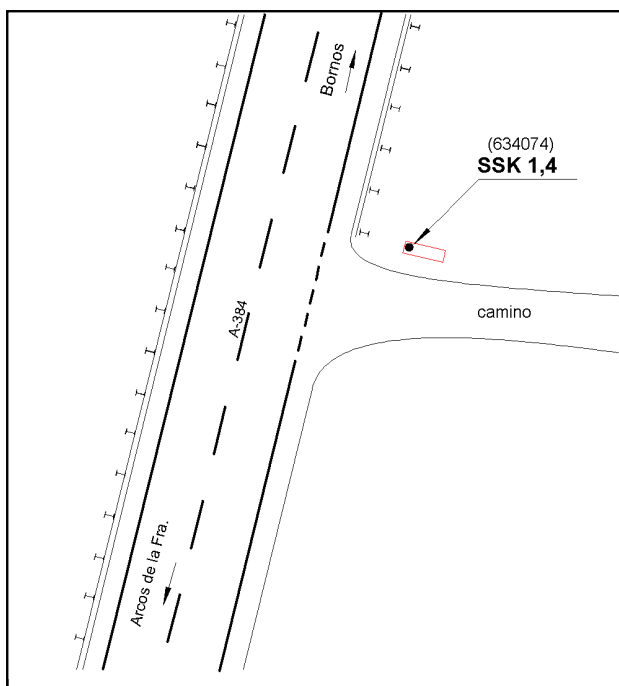 Bornos
(634074)
SSK 1,4
A-384
camino
Arcos de la Fra.